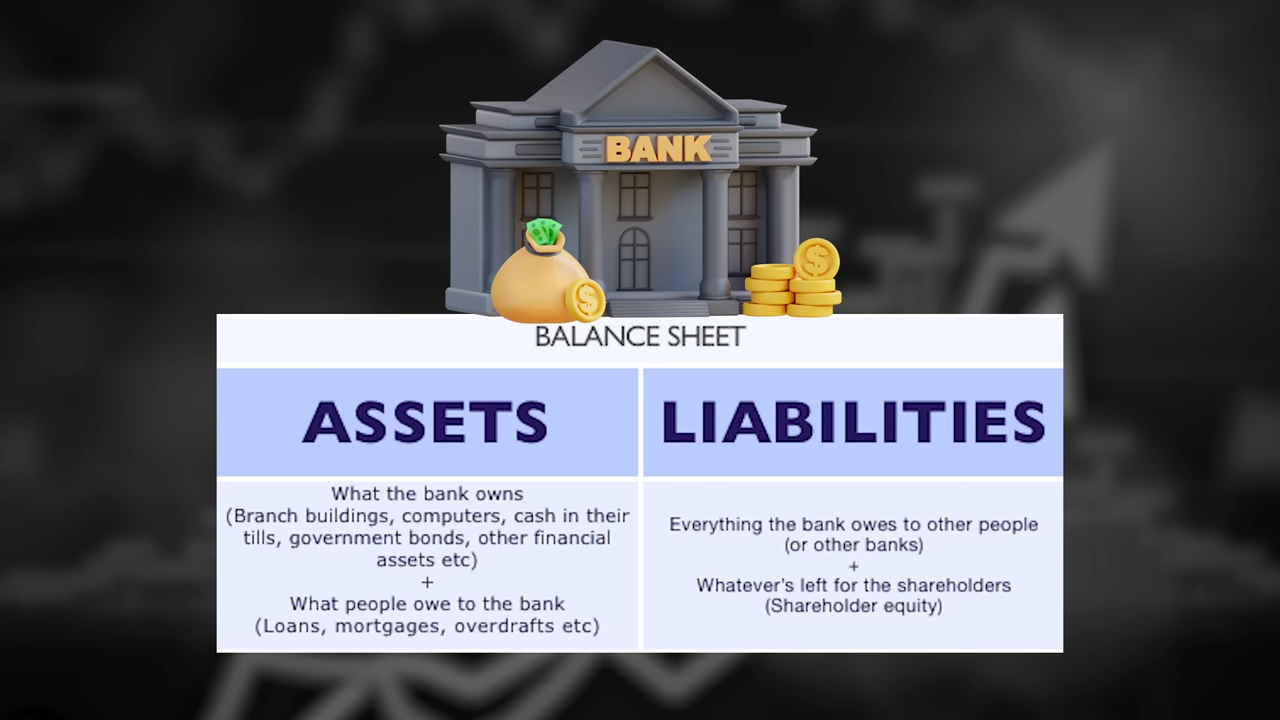 BANK
BALANCE SHEET
ASSETS
LIABILITIES
What the bank owns
(Branch buildings, computers, cash in their
tills, government bonds, other financial
assets etc)
+
What people owe to the bank
(Loans, mortgages, overdrafts etc)
Everything the bank owes to other people
(or other banks)
+
Whatever's left for the shareholders
(Shareholder equity)